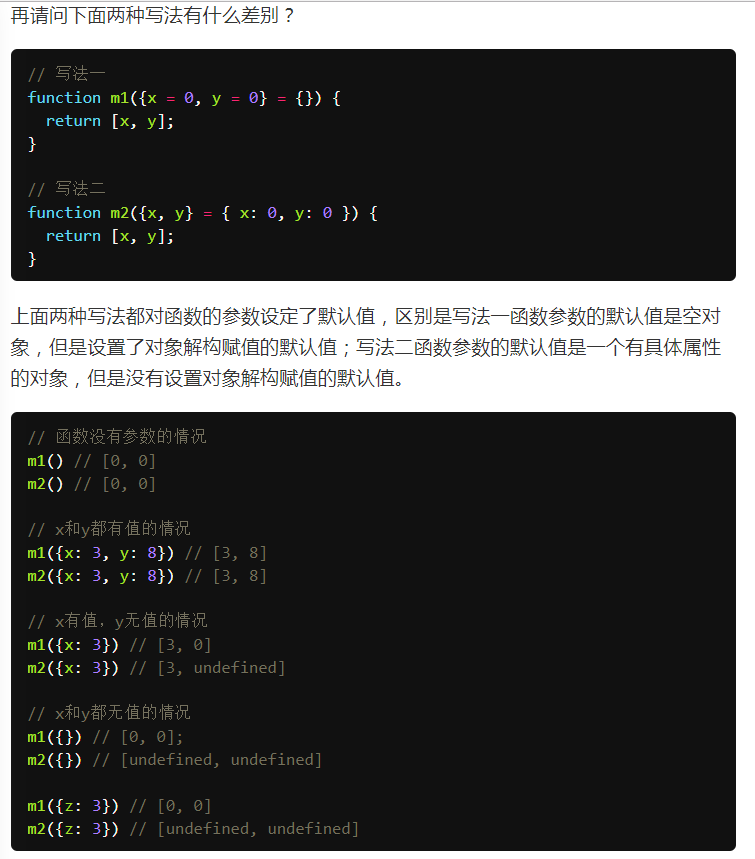 再请问下面两种写法有什么差别？
// 写法一
function m1({x = 0, y = 0} = {}) {
  return [x, y];
}
// 写法二
function m2({x, y} = { x: 0, y: 0 }) {
  return [x, y];
}
上面两种写法都对函数的参数设定了默认值，区别是写法一函数参数的默认值是空对
象，但是设置了对象解构赋值的默认值；写法二函数参数的默认值是一个有具体属性
的对象，但是没有设置对象解构赋值的默认值。
// 函数没有参数的情况
m1() // [0, 0]
m2() // [0, 0]
// x和y都有值的情况
m1({x: 3, y: 8}) // [3, 8]
m2({x: 3, y: 8}) // [3, 8]
// x有值，y无值的情况
m1({x: 3}) // [3, 0]
m2({x: 3}) // [3, undefined]
// x和y都无值的情况
m1({}) // [0, 0];
m2({}) // [undefined, undefined]
m1({z: 3}) // [0, 0]
m2({z: 3}) // [undefined, undefined]